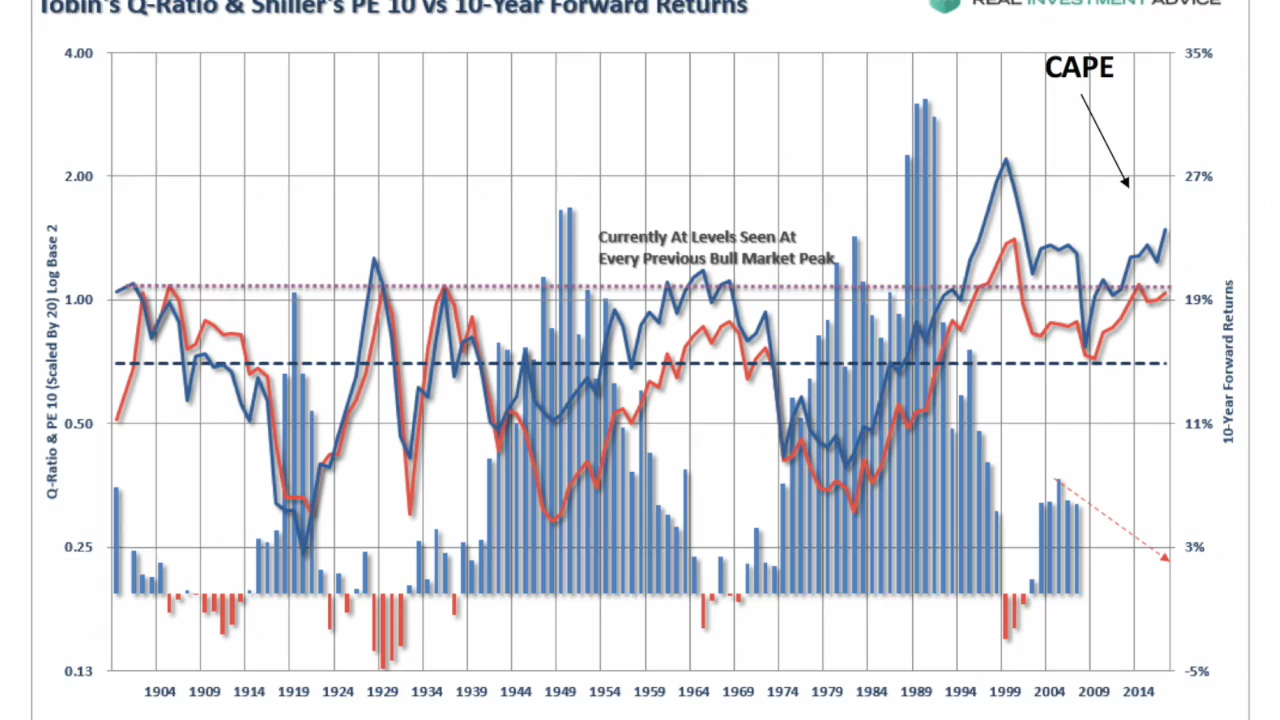 Tobin's Q-Ratio & Shiller's PE 10 vs 10-Year Forward Returns
REAL INVESTMENT ADVICE
4.00
2.00
1.00
0.50
0.25
0.13
Q-Ratio & PE 10 (Scaled By 20) Log Base 2
CAPE
Currently At Levels Seen At
Every Previous Bull Market Peak
35%
27%
19%
11%
3%
-5%
10-Year Forward Returns
1904 1909 1914 1919 1924 1929 1934 1939 1944 1949 1954 1959 1964 1969 1974 1979 1984 1989 1994 1999 2004 2009 2014